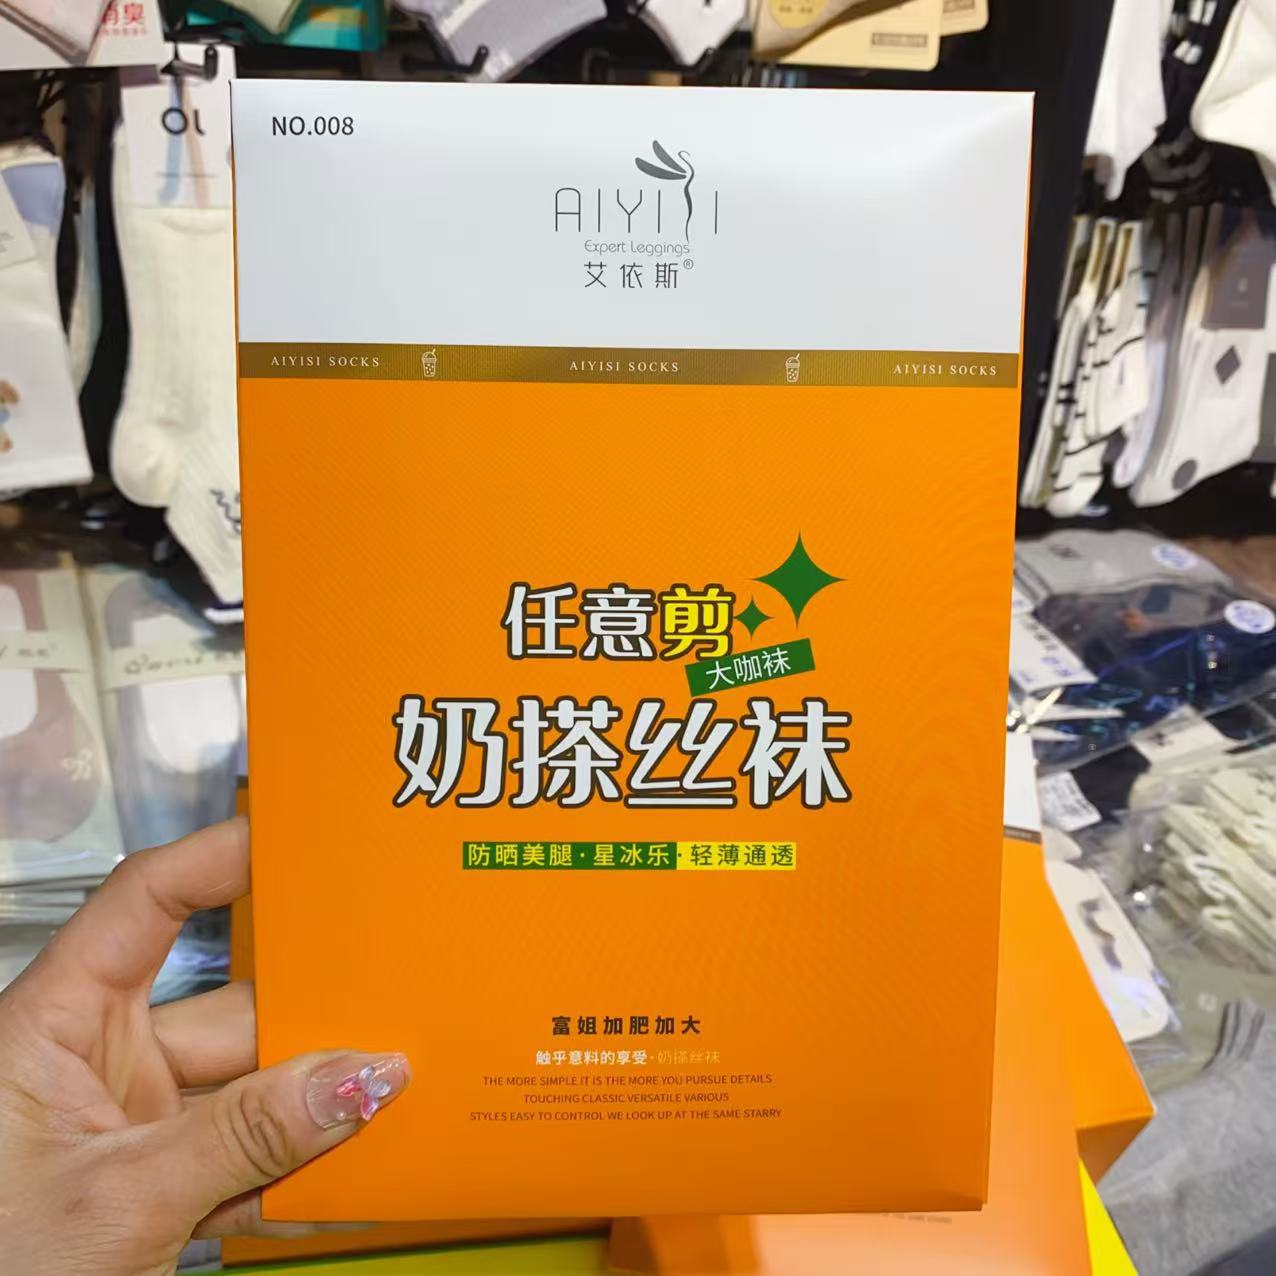 NO.008
AIYISI
Expert Leggings
艾依斯®
AIYISI SOCKS AIYISI SOCKS AIYISI SOCKS
任意剪
大咖袜
奶搽丝袜
防晒美腿·星冰乐·轻薄通透
富姐加肥加大
触乎意料的享受·奶搽丝袜
THE MORE SIMPLE IT IS THE MORE YOU PURSUE DETAILS
TOUCHING CLASSIC VERSATILE VARIOUS
STYLES EASY TO CONTROL WE LOOK UP AT THE SAME STARRY